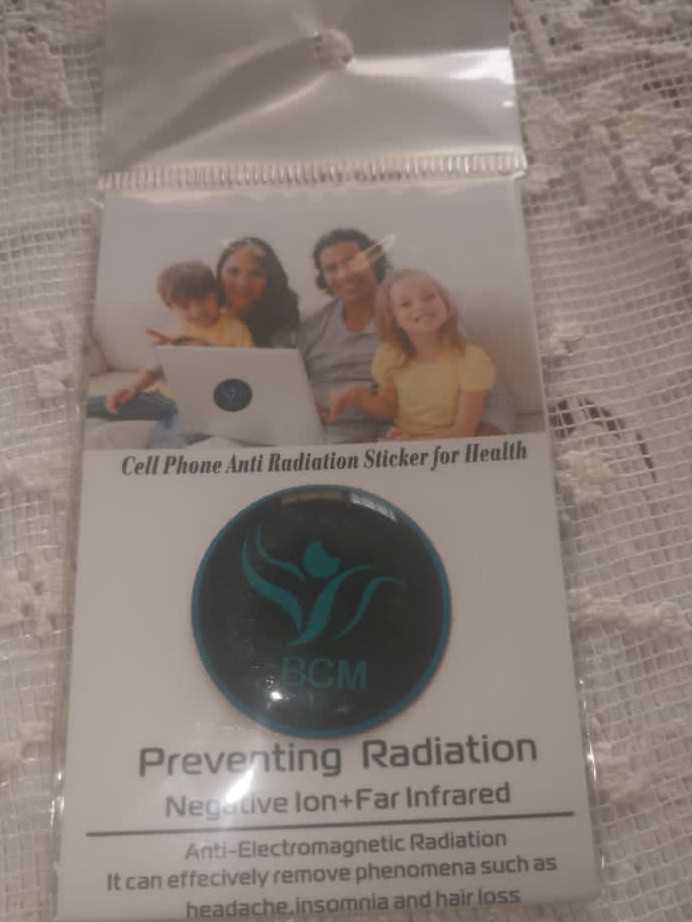 Cell Phone Anti Radiation Sticker for Health
BCM
Preventing Radiation
Negative Ion+Far Infrared
Anti-Electromagnetic Radiation
It can effecively remove phenomena such as
headache,insomnia and hair loss